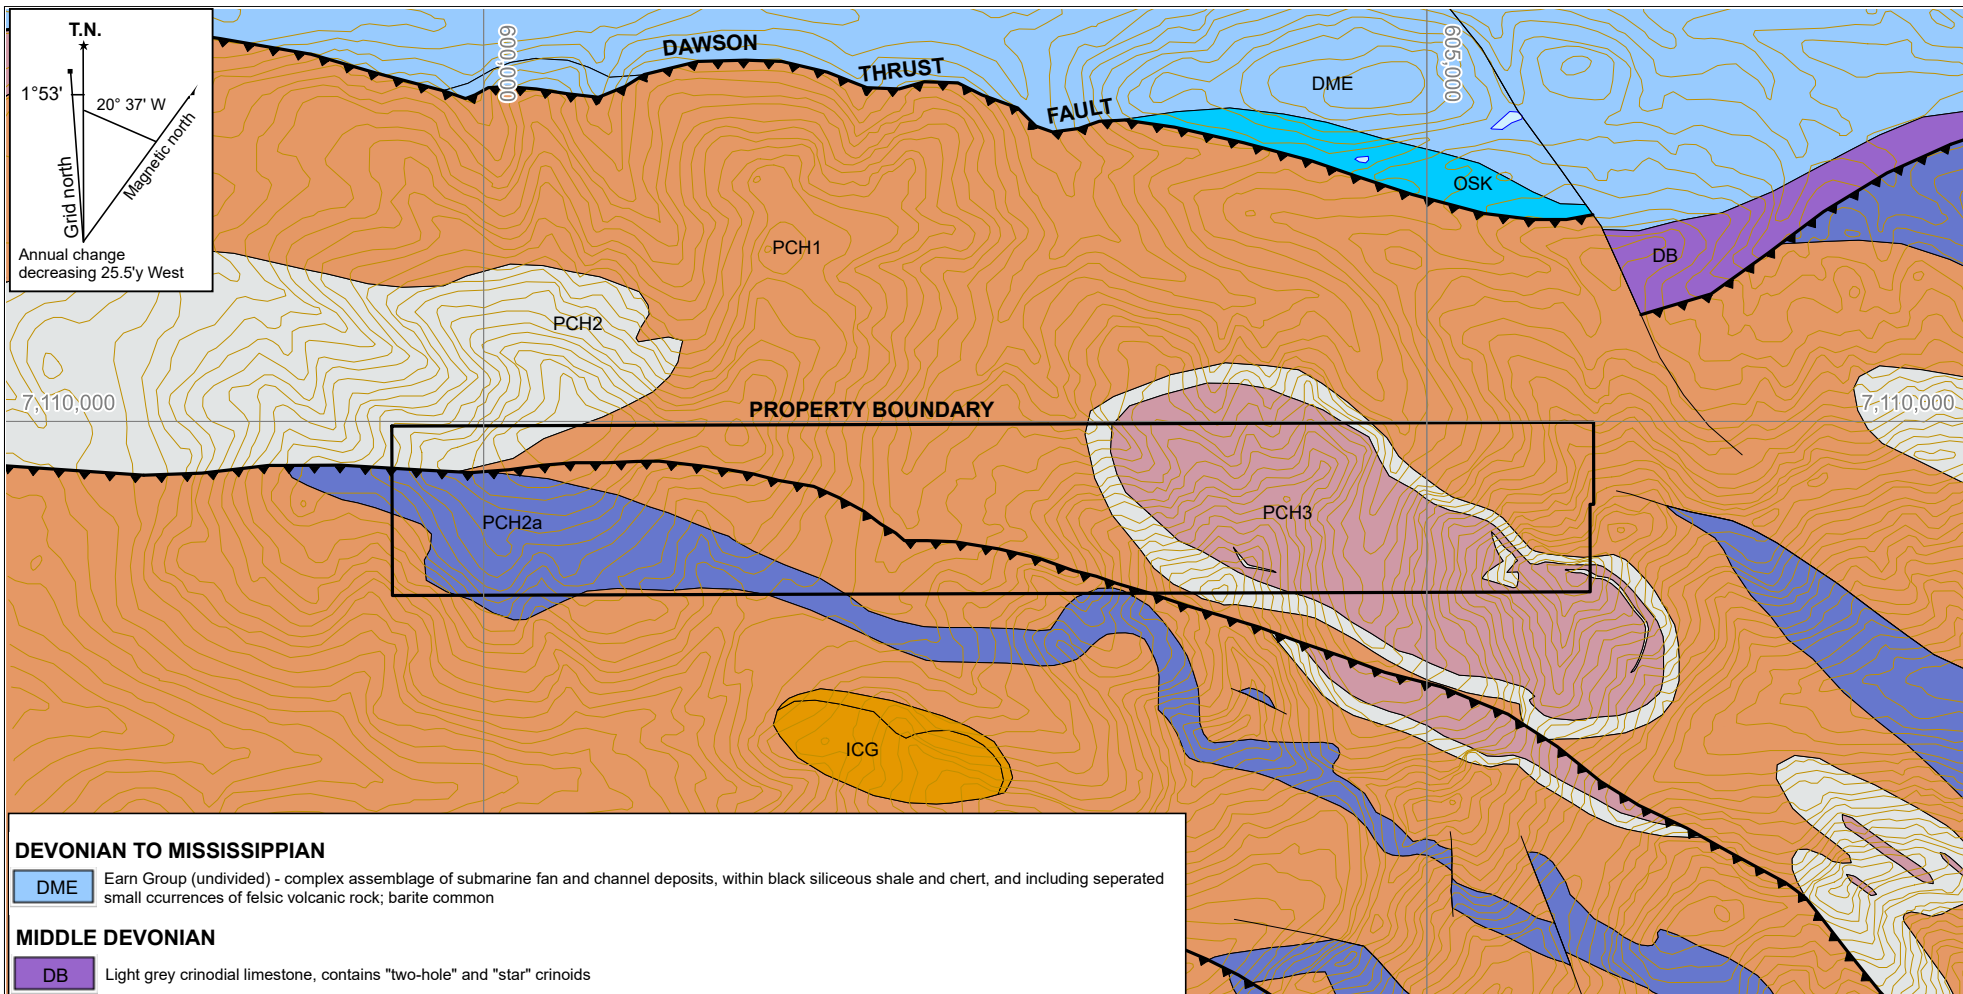 T.N.
1°53'
20° 37' W
Grid north
Magnetic north
Annual change
decreasing 25.5'y West
600,000
605,000
DAWSON
THRUST
FAULT
DME
OSK
DB
PCH1
PCH2
7,110,000
7,110,000
PROPERTY BOUNDARY
PCH3
PCH2a
ICG
DEVONIAN TO MISSISSIPPIAN
DME
Earn Group (undivided) - complex assemblage of submarine fan and channel deposits, within black siliceous shale and chert, and including seperated
small ccurrences of felsic volcanic rock; barite common
MIDDLE DEVONIAN
DB
Light grey crinodial limestone, contains "two-hole" and "star" crinoids